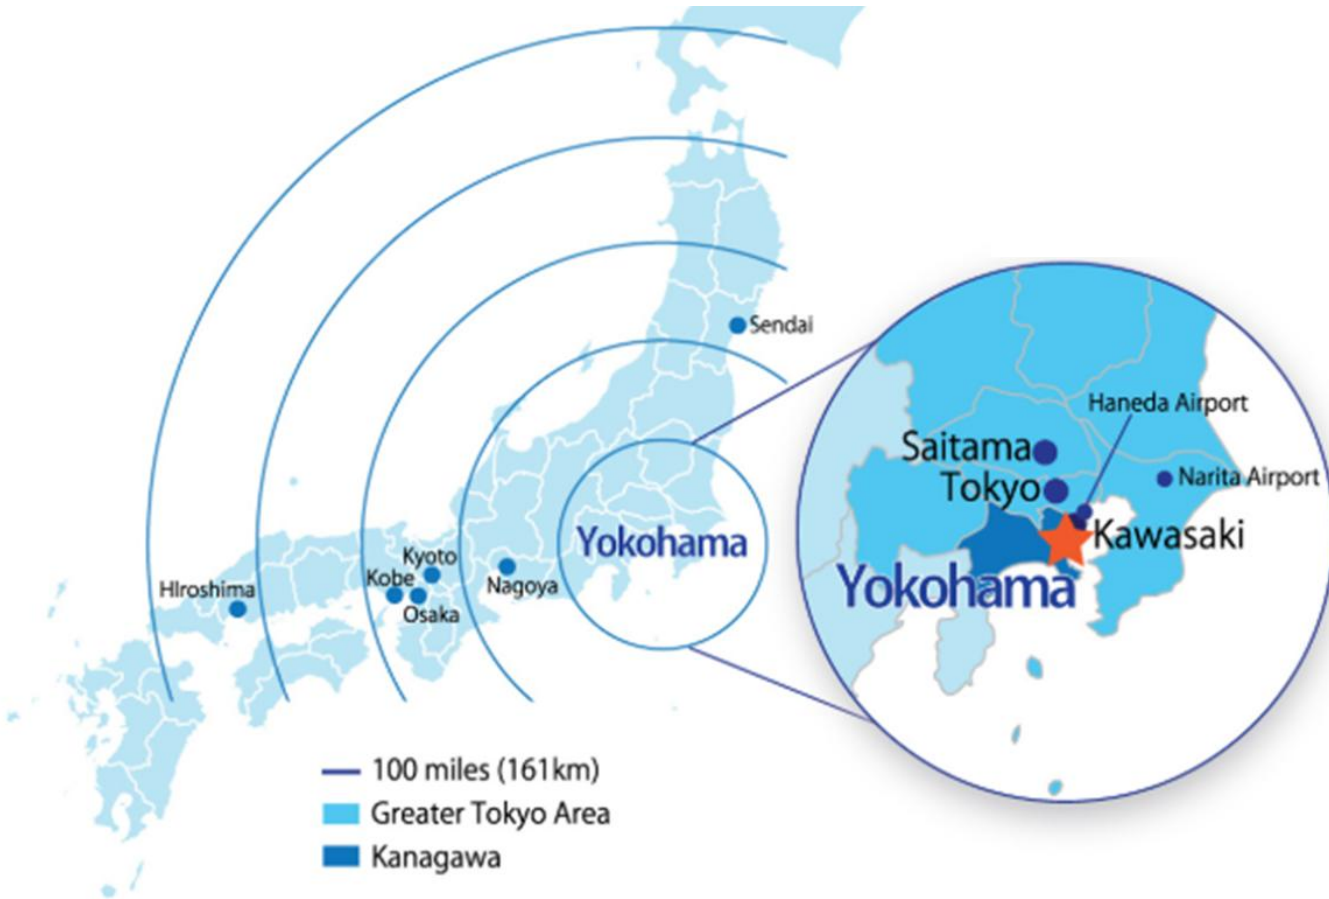 Sendai
Haneda Airport
Saitama
Narita Airport
Tokyo
Kawasaki
Yokohama
Kyoto
Kobe
Nagoya
HIroshima
Osaka
Yokohama
100 miles (161km)
Greater Tokyo Area
Kanagawa